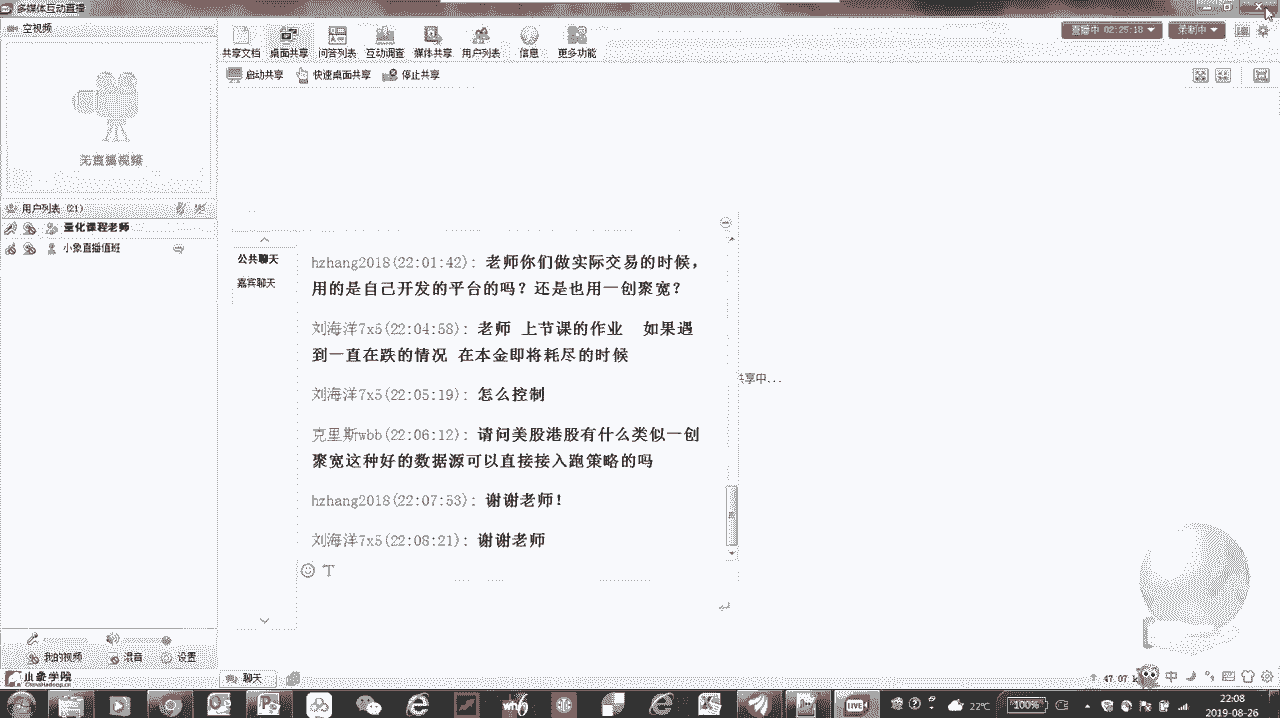 多媒体互动直播
空视频
共享文档 桌面共享 问答列表 互动调查 媒体共享 用户列表 信息 更多功能
直播中 02:25:18 录制中
启动共享 快速桌面共享 停止共享
无直播视频
用户列表 (21)
量化课程老师
小象直播值班
公共聊天
嘉宾聊天
hzhang2018(22:01:42): 老师你们做实际交易的时候，
用的是自己开发的平台的吗？还是也用一创聚宽？
刘海洋7x5(22:04:58): 老师 上节课的作业 如果遇
到一直在跌的情况 在本金即将耗尽的时候
刘海洋7x5(22:05:19): 怎么控制
克里斯wbb(22:06:12): 请问美股港股有什么类似一创
聚宽这种好的数据源可以直接接入跑策略的吗
hzhang2018(22:07:53): 谢谢老师！
刘海洋7x5(22:08:21): 谢谢老师
享中...
我的视频 混音 设置
小象学院
ChinaHadoop.cn
聊天
47.07
中
LIVE
22℃
100%
22:08
2019-08-26